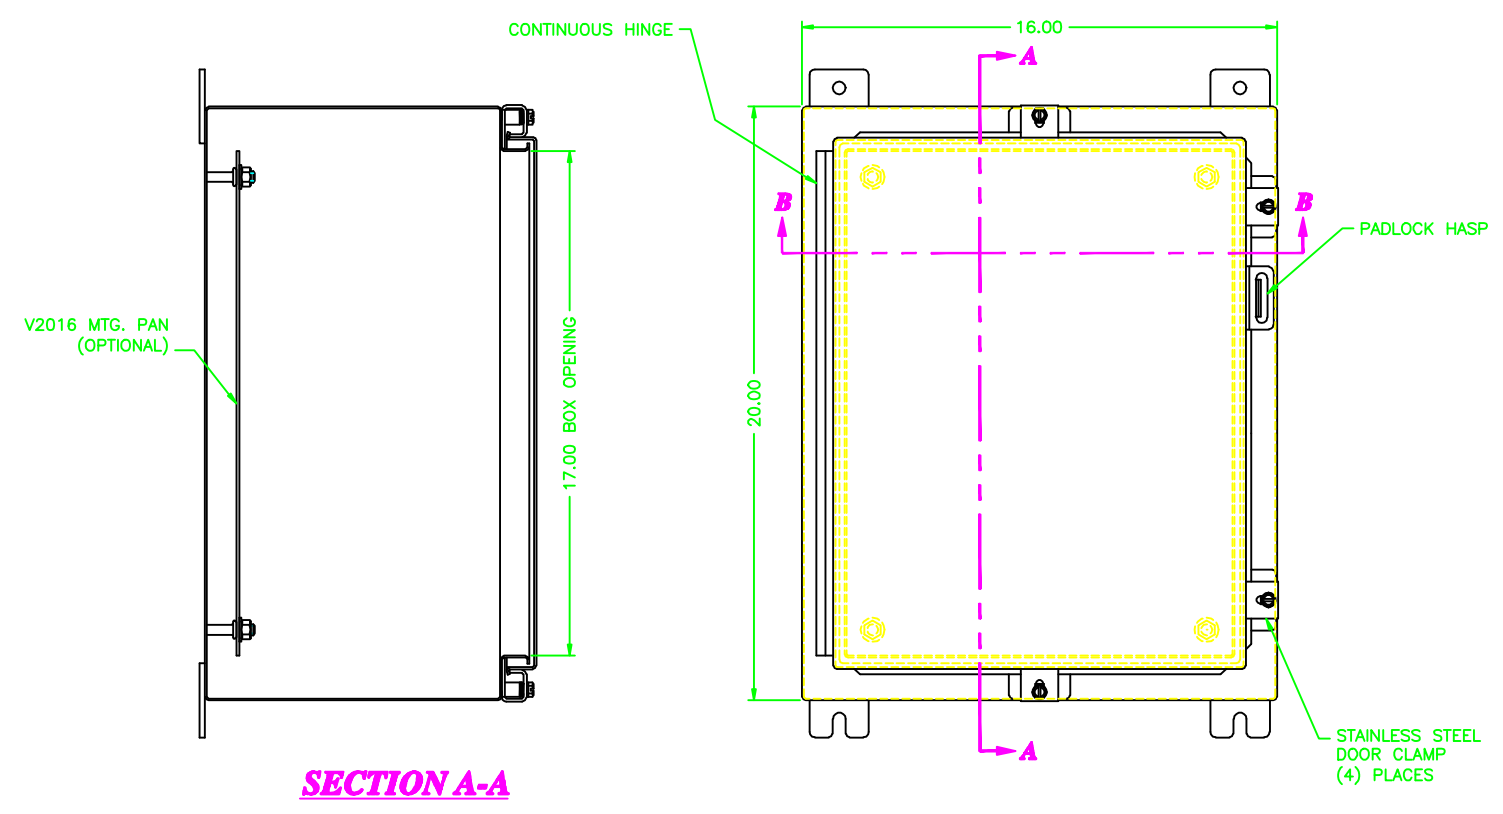 CONTINUOUS HINGE
16.00
A
B
B
PADLOCK HASP
V2016 MTG. PAN
(OPTIONAL)
17.00 BOX OPENING
20.00
A
STAINLESS STEEL
DOOR CLAMP
(4) PLACES
SECTION A-A